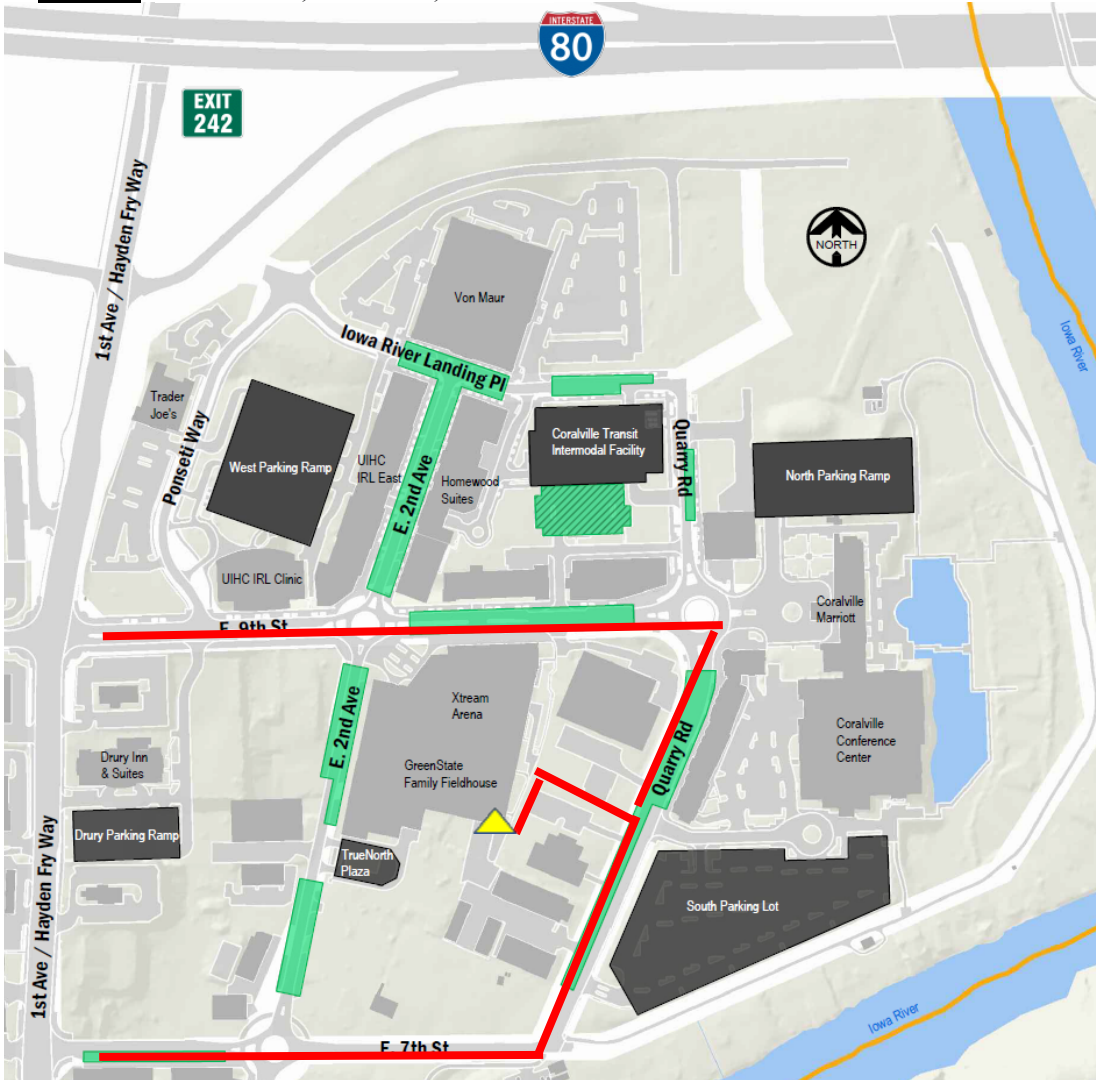 INTERSTATE
80
EXIT
242
1st Ave / Hayden Fry Way
NORTH
Von Maur
Iowa River Landing Pl
Iowa River
Trader
Joe's
Ponseti Way
West Parking Ramp
UIHC
IRL East
E. 2nd Ave
Homewood
Suites
Coralville Transit
Intermodal Facility
Quarry Rd
North Parking Ramp
UIHC IRL Clinic
Coralville
Marriott
E. 9th St
Xtream
Arena
E. 2nd Ave
GreenState
Family Fieldhouse
Quarry Rd
Coralville
Conference
Center
Drury Inn
& Suites
Drury Parking Ramp
TrueNorth
Plaza
South Parking Lot
1st Ave / Hayden Fry Way
Iowa River
E. 7th St